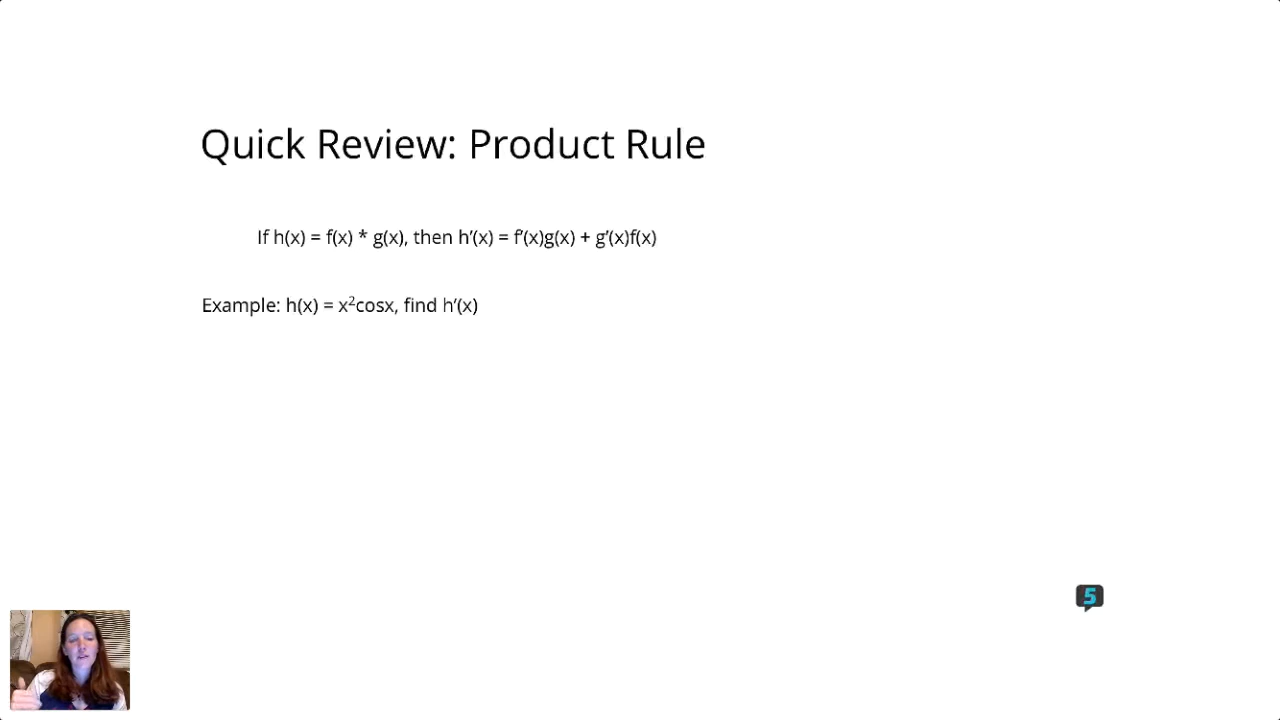 Quick Review: Product Rule
If h(x) = f(x) * g(x), then h’(x) = f’(x)g(x) + g’(x)f(x)
Example: h(x) = x²cosx, find h’(x)
5